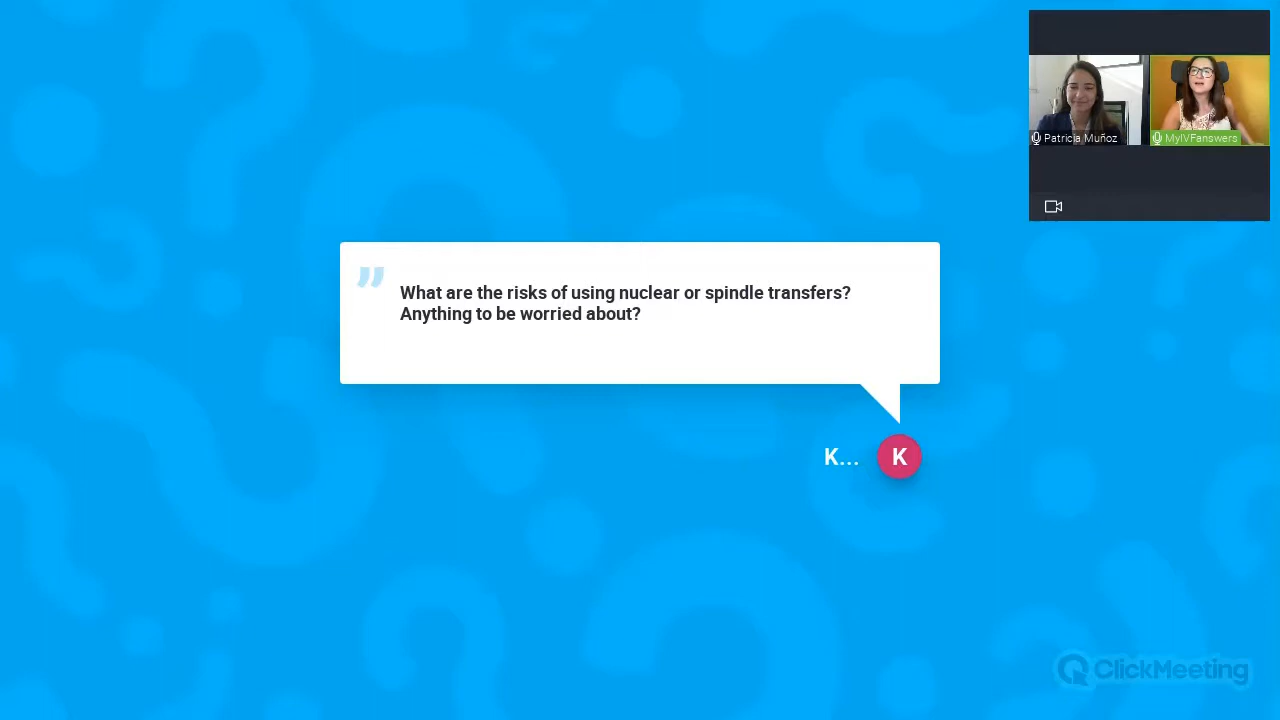 Patricia Muñoz
MyIVFanswers
”
What are the risks of using nuclear or spindle transfers?
Anything to be worried about?
K...
K
ClickMeeting